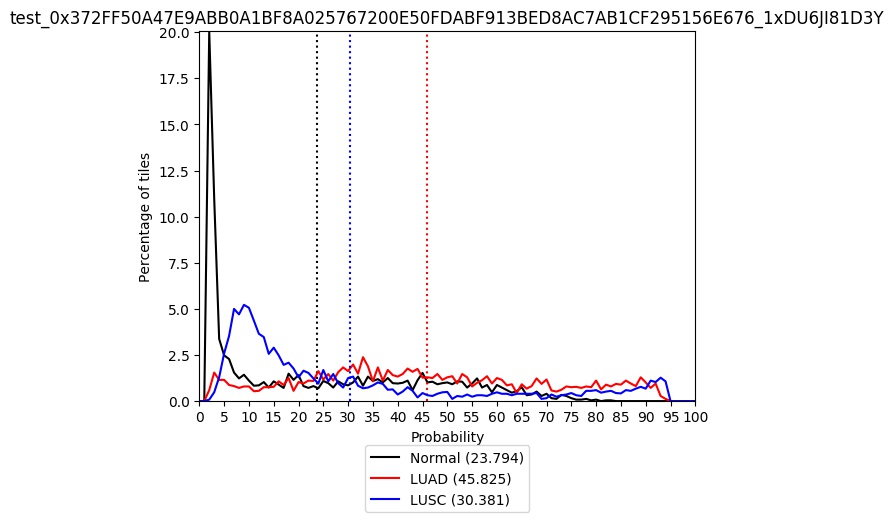 test_0x372FF50A47E9ABB0A1BF8A025767200E50FDABF913BED8AC7AB1CF295156E676_1xDU6JI81D3Y
20.0
17.5
15.0
12.5
10.0
7.5
5.0
2.5
0.0
Percentage of tiles
0 5 10 15 20 25 30 35 40 45 50 55 60 65 70 75 80 85 90 95 100
Probability
Normal (23.794)
LUAD (45.825)
LUSC (30.381)